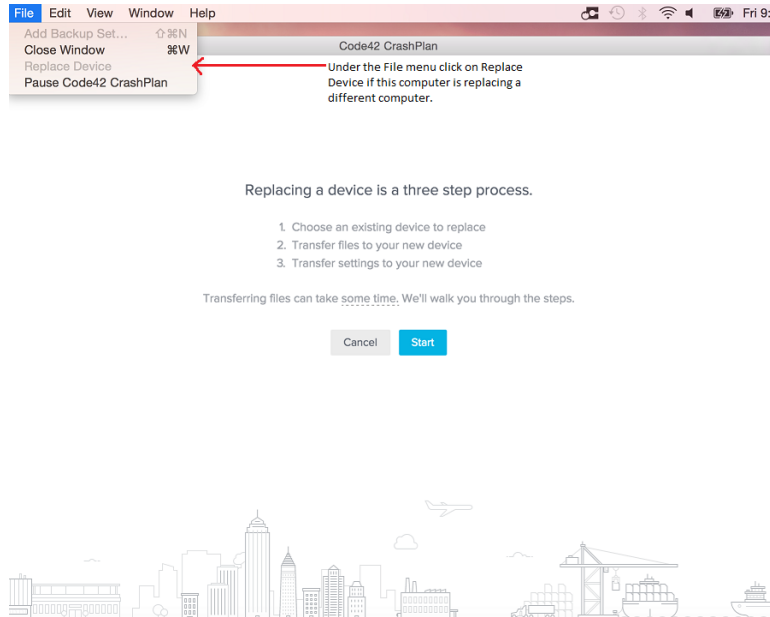 File Edit View Window Help Fri 9:
Add Backup Set... ⇧⌘N
Close Window ⌘W
Replace Device
Pause Code42 CrashPlan
Code42 CrashPlan
Under the File menu click on Replace
Device if this computer is replacing a
different computer.
Replacing a device is a three step process.
1. Choose an existing device to replace
2. Transfer files to your new device
3. Transfer settings to your new device
Transferring files can take some time. We'll walk you through the steps.
Cancel Start